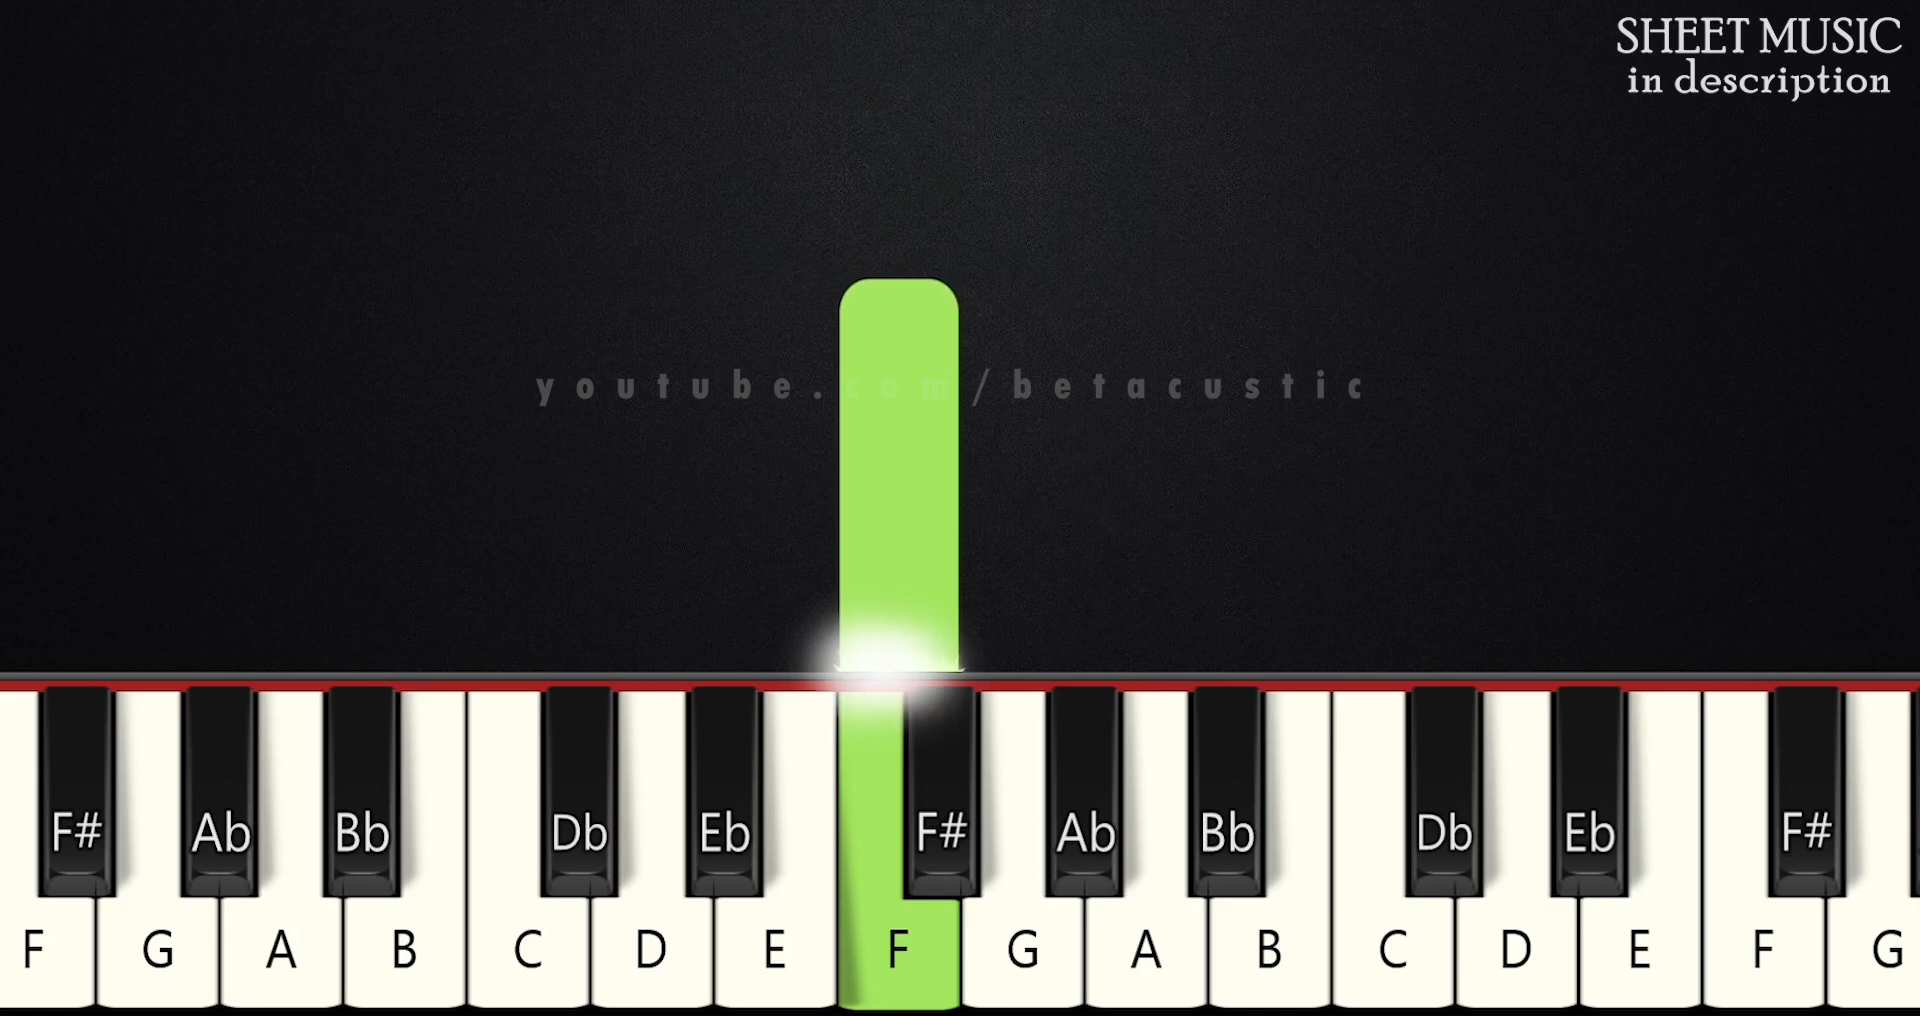 SHEET MUSIC
in description
youtube.com/betacustic
F# Ab Bb Db Eb F# Ab Bb Db Eb F#
F G A B C D E F G A B C D E F G